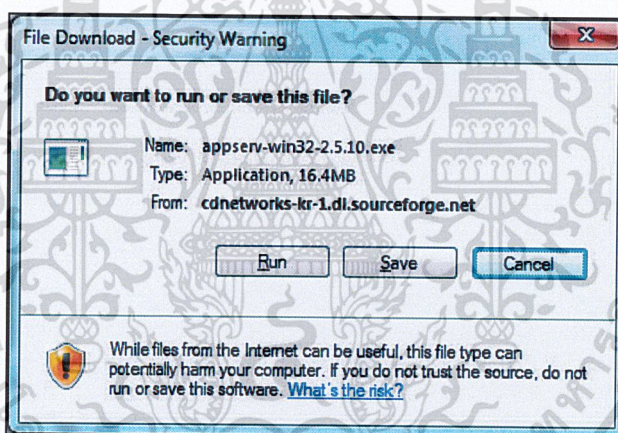 File Download - Security Warning
Do you want to run or save this file?
Name: appserv-win32-2.5.10.exe
Type: Application, 16.4MB
From: cdnetworks-kr-1.dl.sourceforge.net
Run Save Cancel
While files from the Internet can be useful, this file type can
potentially harm your computer. If you do not trust the source, do not
run or save this software. What's the risk?